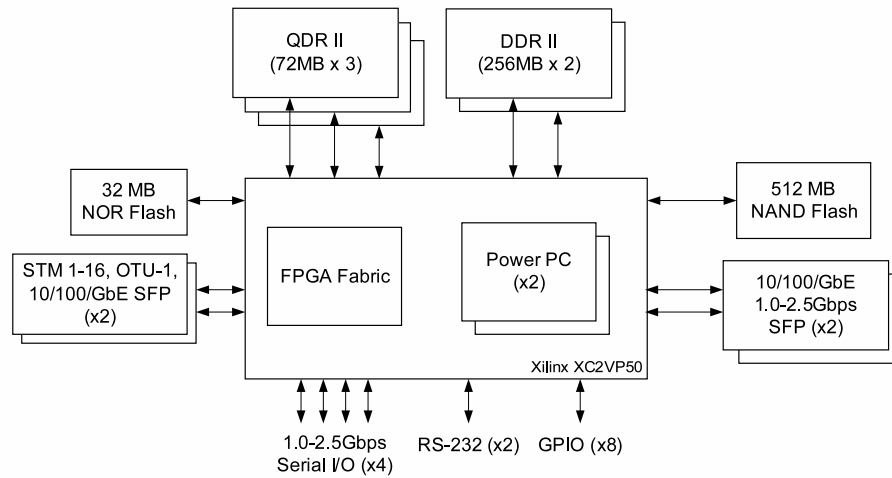 QDR II
(72MB x 3)
DDR II
(256MB x 2)
32 MB
NOR Flash
512 MB
NAND Flash
STM 1-16, OTU-1,
10/100/GbE SFP
(x2)
FPGA Fabric
Power PC
(x2)
10/100/GbE
1.0-2.5Gbps
SFP (x2)
Xilinx XC2VP50
1.0-2.5Gbps
Serial I/O (x4)
RS-232 (x2)
GPIO (x8)